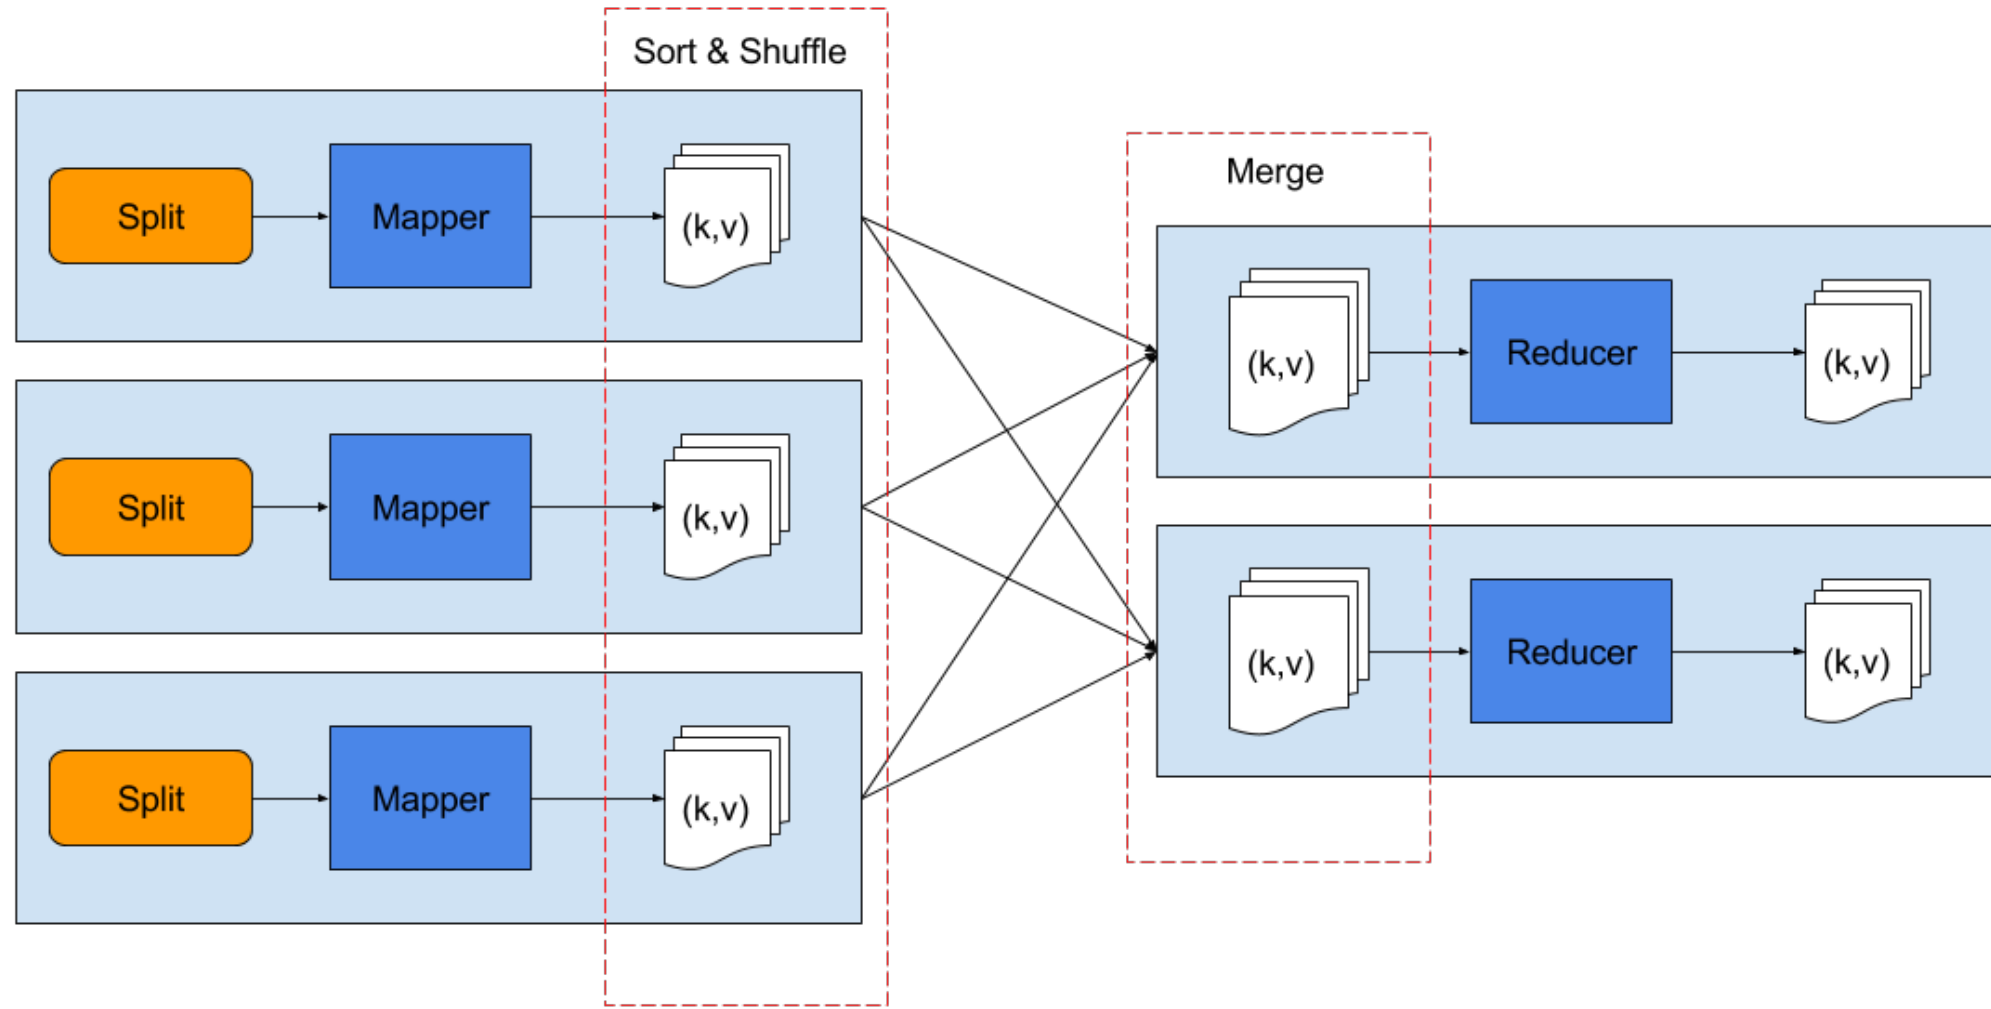 Sort & Shuffle
Split
Mapper
(k,v)
Split
Mapper
(k,v)
Split
Mapper
(k,v)
Merge
(k,v)
Reducer
(k,v)
(k,v)
Reducer
(k,v)